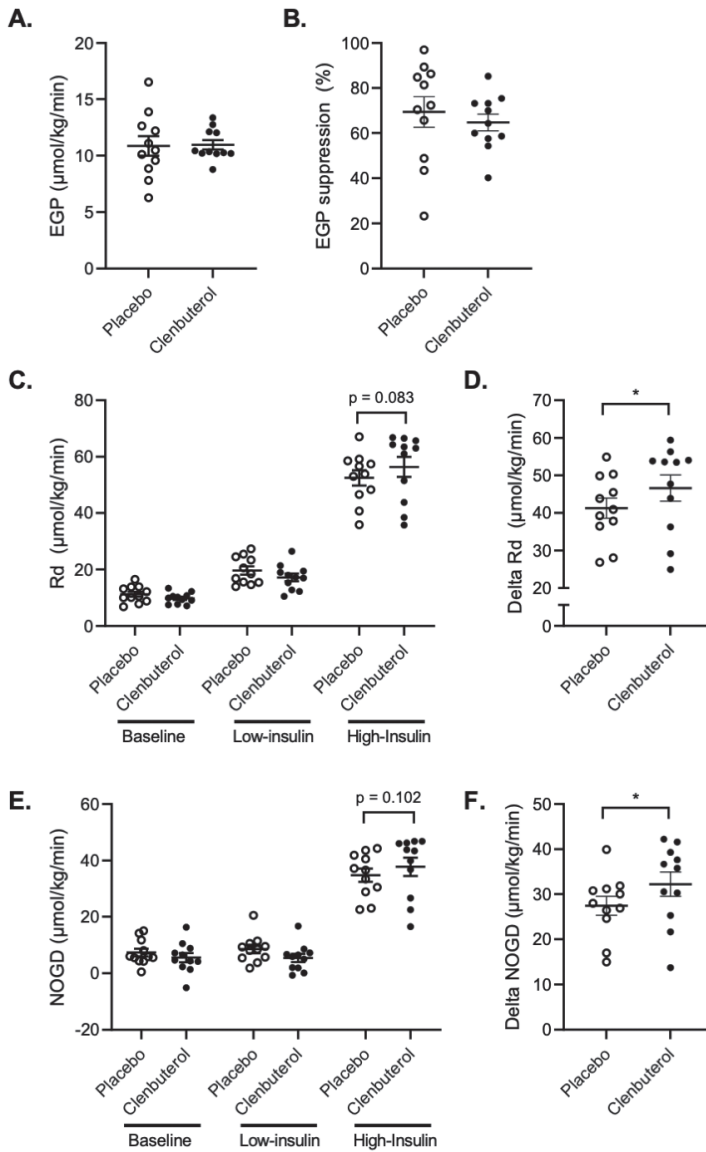 A.
EGP (μmol/kg/min)
20
15
10
5
0
Placebo
Clenbuterol
B.
EGP suppression (%)
100
80
60
40
20
0
Placebo
Clenbuterol
C.
Rd (μmol/kg/min)
80
60
40
20
0
p = 0.083
Placebo
Clenbuterol
Placebo
Clenbuterol
Placebo
Clenbuterol
Baseline
Low-insulin
High-Insulin
D.
Delta Rd (μmol/kg/min)
70
60
50
40
30
20
0
*
Placebo
Clenbuterol
E.
NOGD (μmol/kg/min)
60
40
20
0
-20
p = 0.102
Placebo
Clenbuterol
Placebo
Clenbuterol
Placebo
Clenbuterol
Baseline
Low-insulin
High-Insulin
F.
Delta NOGD (μmol/kg/min)
50
40
30
20
10
0
*
Placebo
Clenbuterol